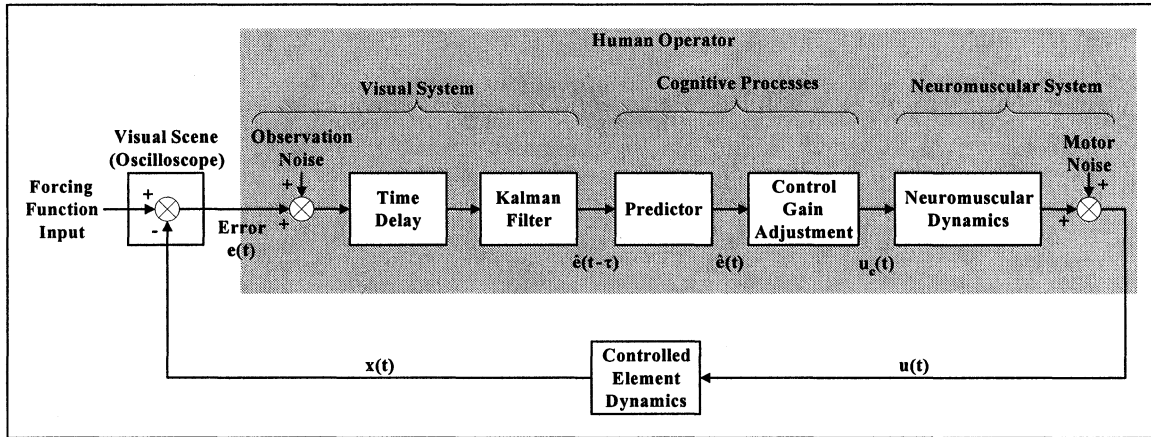 Human Operator
Visual System
Cognitive Processes
Neuromuscular System
Visual Scene
(Oscilloscope)
Observation
Noise
Motor
Noise
Forcing
Function
Input
+
-
Error
e(t)
+
+
Time
Delay
Kalman
Filter
ê(t-τ)
Predictor
ê(t)
Control
Gain
Adjustment
u_c(t)
Neuromuscular
Dynamics
+
+
x(t)
Controlled
Element
Dynamics
u(t)